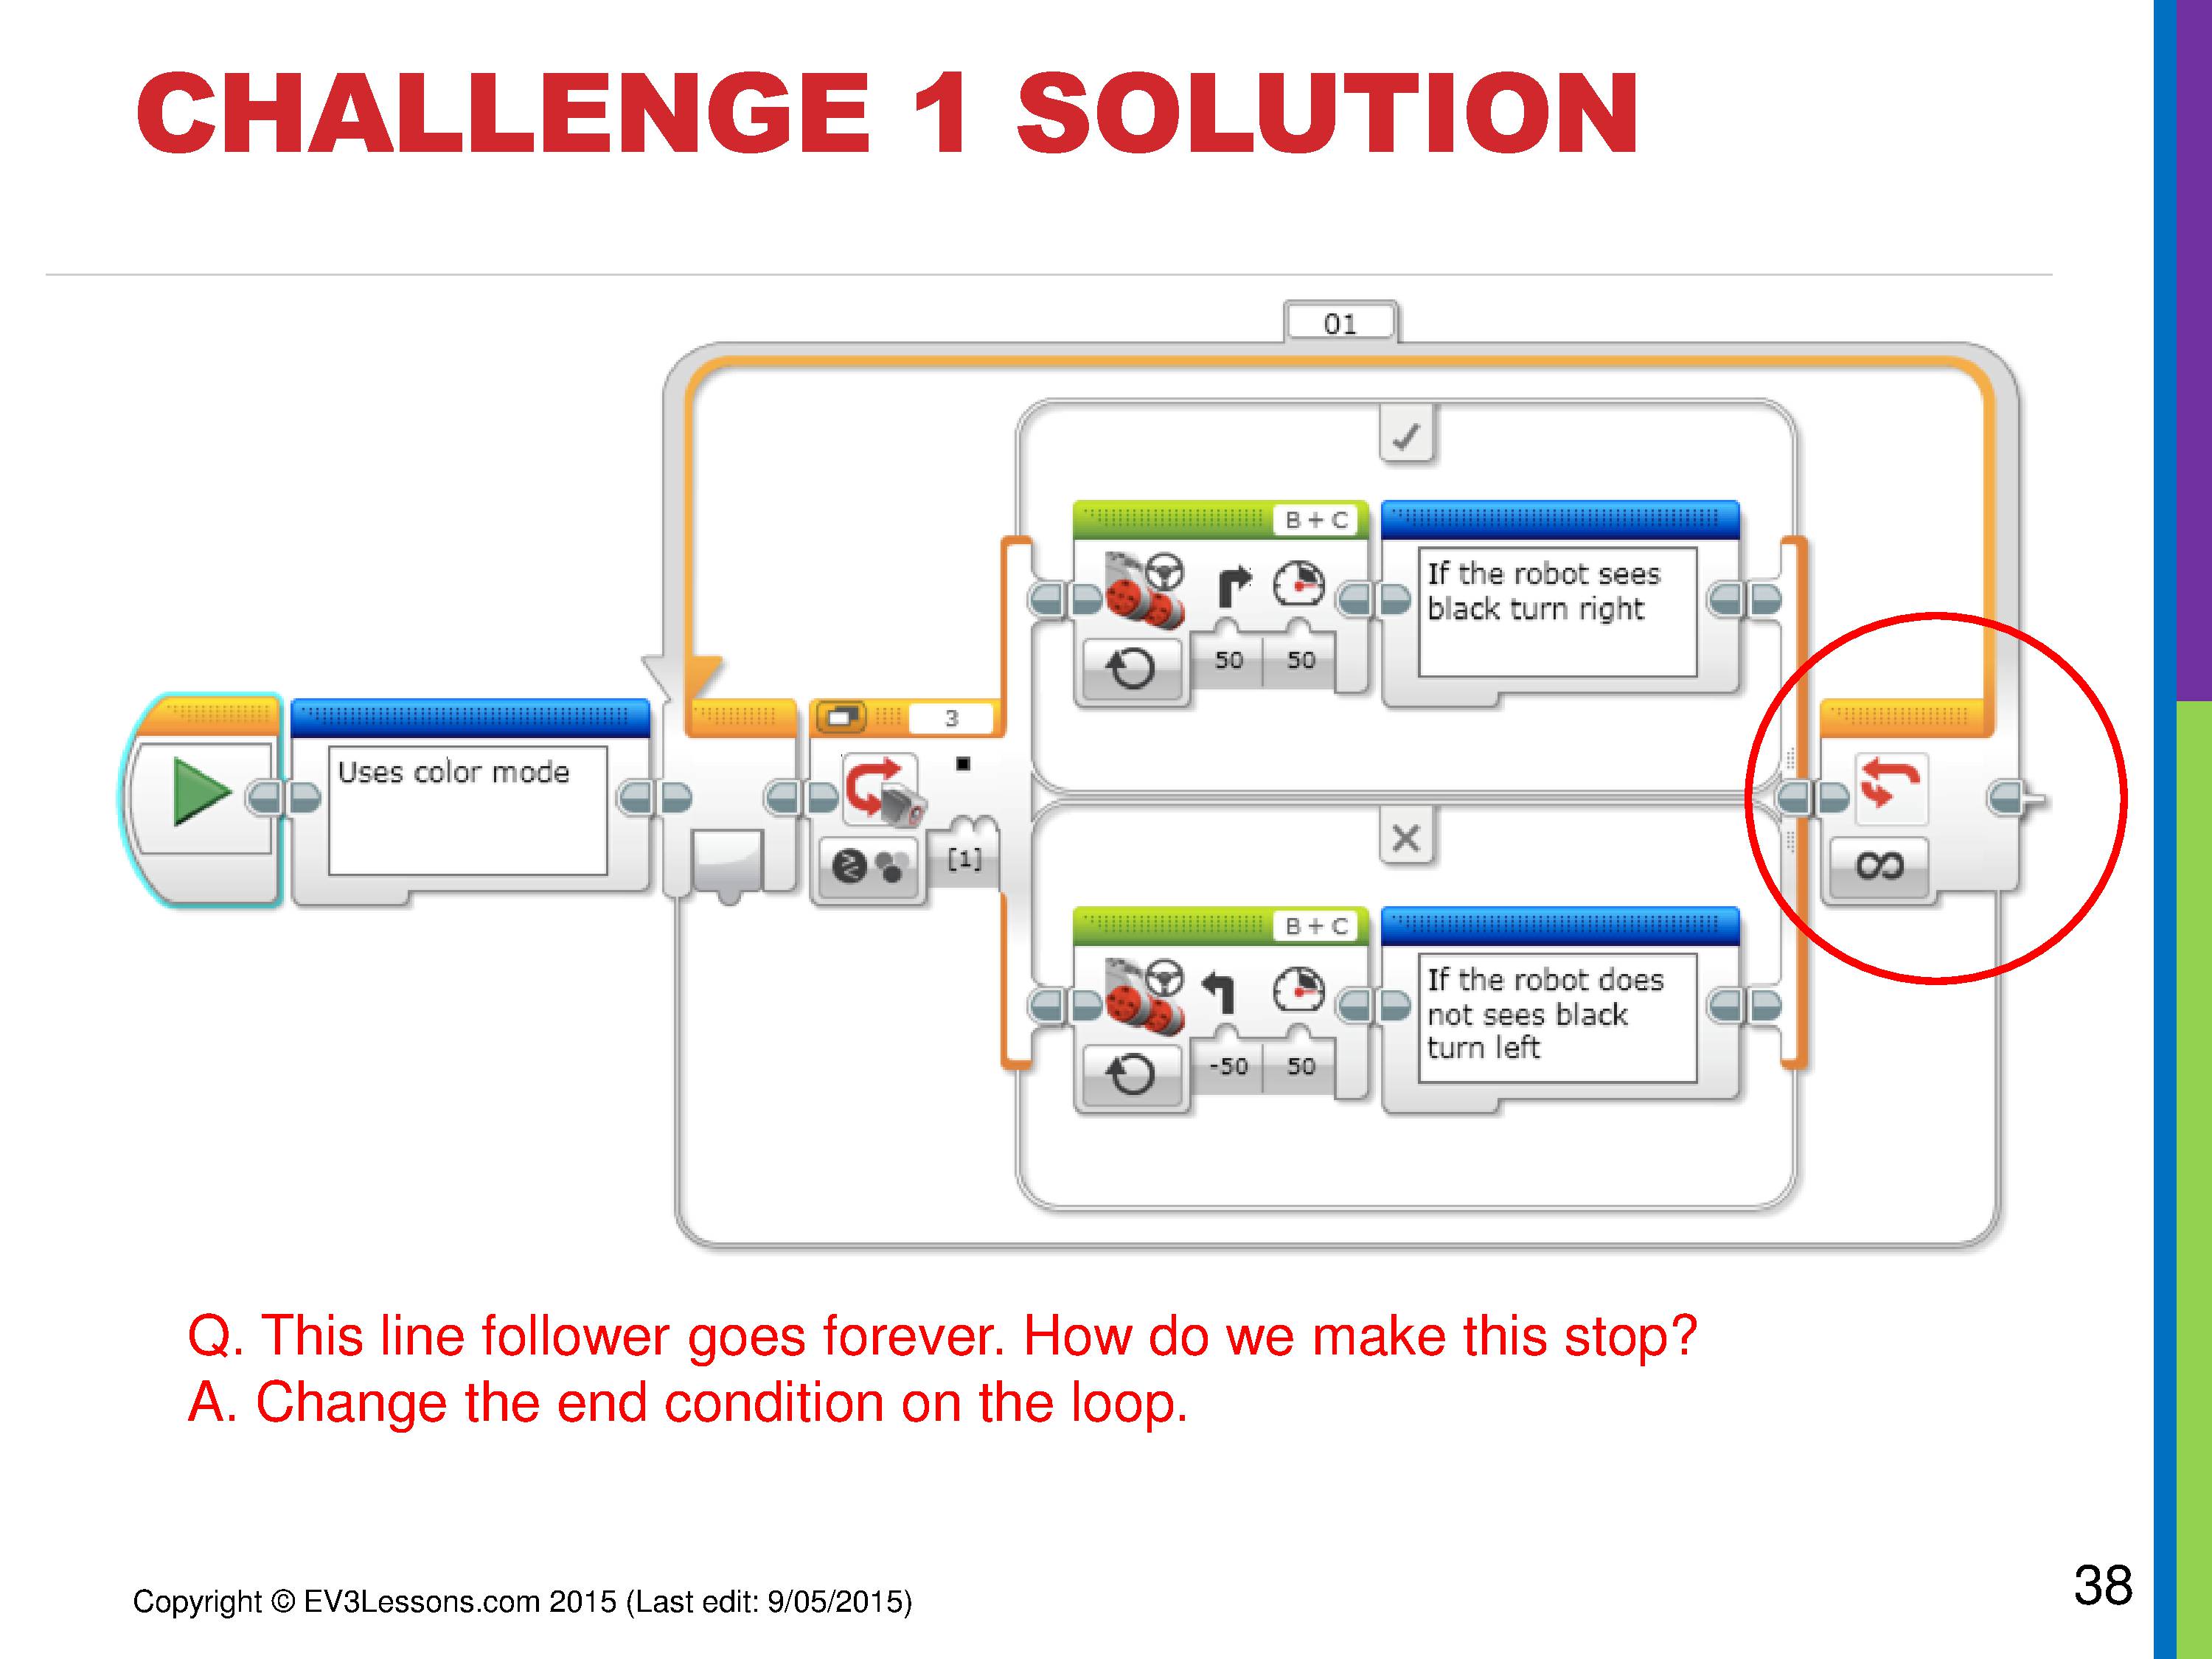 CHALLENGE 1 SOLUTION
01
B + C
If the robot sees
black turn right
50 50
3
Uses color mode
[1]
B + C
If the robot does
not sees black
turn left
-50 50
Q. This line follower goes forever. How do we make this stop?
A. Change the end condition on the loop.
Copyright © EV3Lessons.com 2015 (Last edit: 9/05/2015)
38